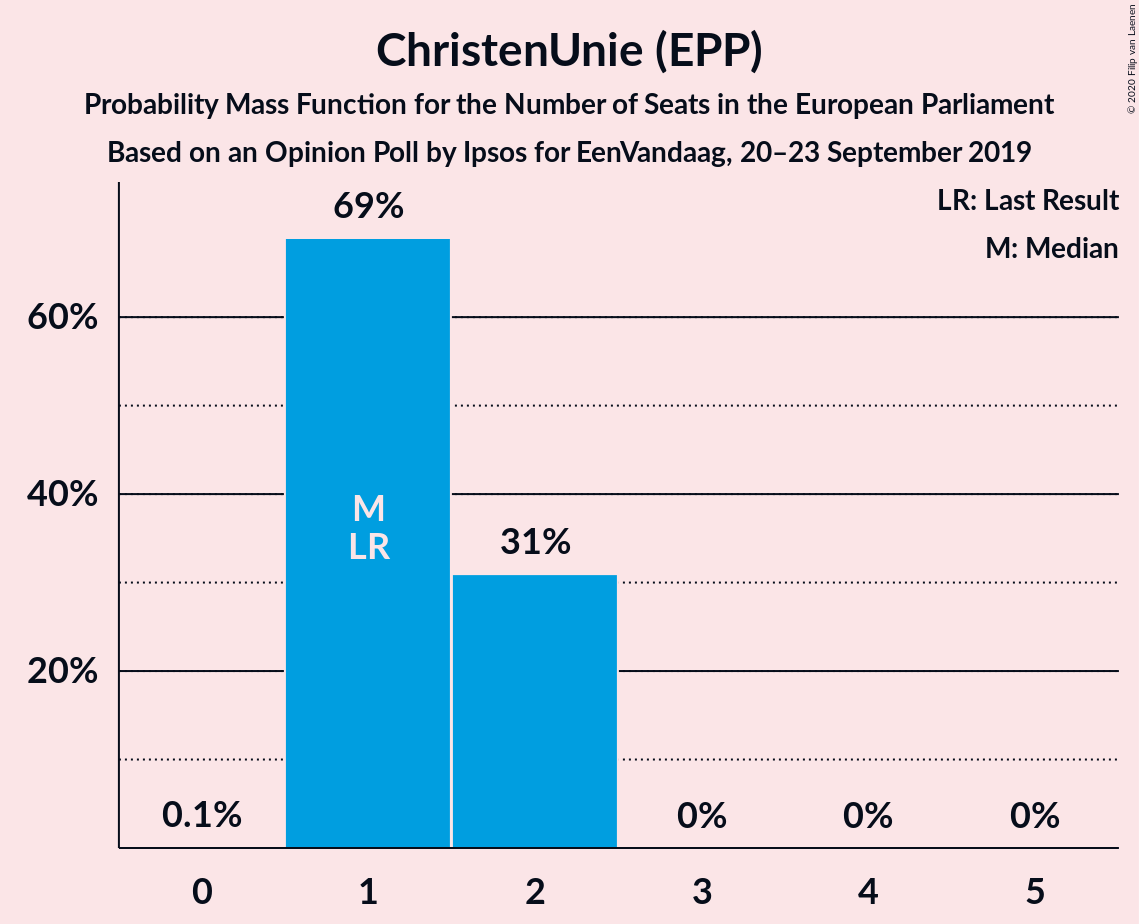 ChristenUnie (EPP)
Probability Mass Function for the Number of Seats in the European Parliament
Based on an Opinion Poll by Ipsos for EenVandaag, 20–23 September 2019
© 2020 Filip van Laenen
LR: Last Result
M: Median
69%
60%
40%
M
LR
31%
20%
0.1%
0%
0%
0%
0
1
2
3
4
5